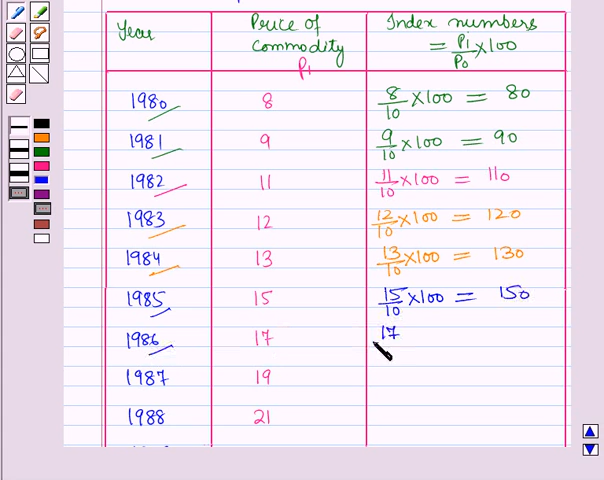 Year Price of commodity P₁ Index numbers = P₁/P₀ × 100
1980 8 8/10 × 100 = 80
1981 9 9/10 × 100 = 90
1982 11 11/10 × 100 = 110
1983 12 12/10 × 100 = 120
1984 13 13/10 × 100 = 130
1985 15 15/10 × 100 = 150
1986 17 17
1987 19
1988 21